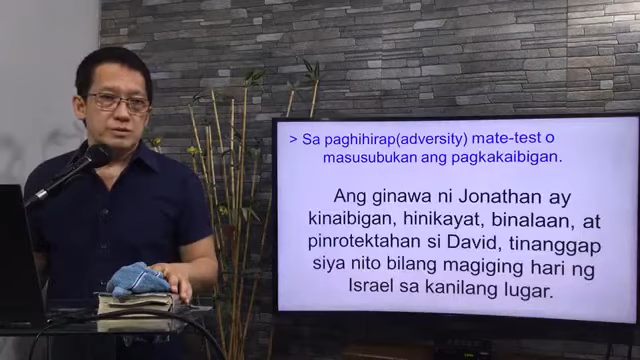 > Sa paghihirap(adversity) mate-test o
masusubukan ang pagkakaibigan.
Ang ginawa ni Jonathan ay
kinaibigan, hinikayat, binalaan, at
pinrotektahan si David, tinanggap
siya nito bilang magiging hari ng
Israel sa kanilang lugar.